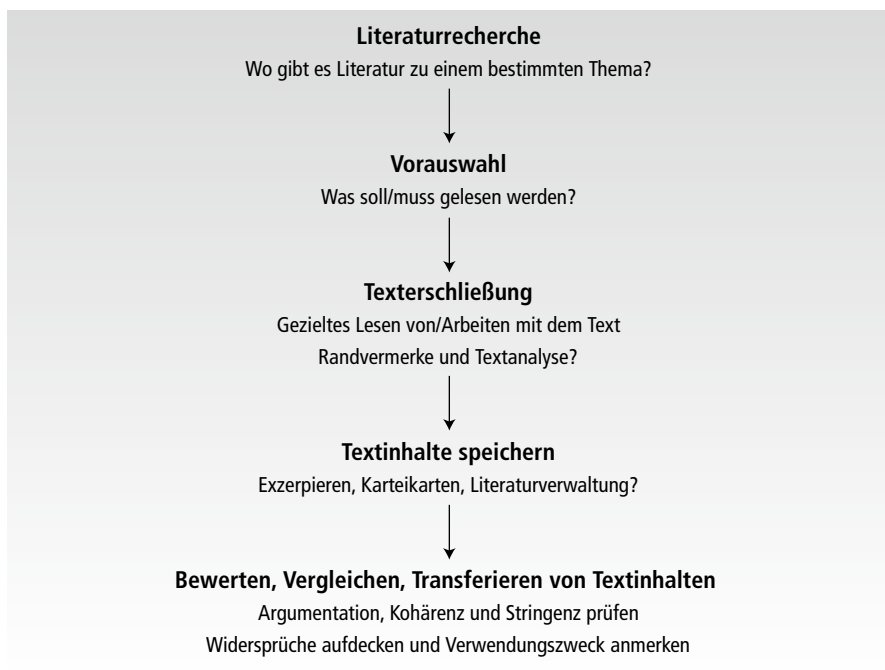 Literaturrecherche
Wo gibt es Literatur zu einem bestimmten Thema?
Vorauswahl
Was soll/muss gelesen werden?
Texterschließung
Gezieltes Lesen von/Arbeiten mit dem Text
Randvermerke und Textanalyse?
Textinhalte speichern
Exzerpieren, Karteikarten, Literaturverwaltung?
Bewerten, Vergleichen, Transferieren von Textinhalten
Argumentation, Kohärenz und Stringenz prüfen
Widersprüche aufdecken und Verwendungszweck anmerken